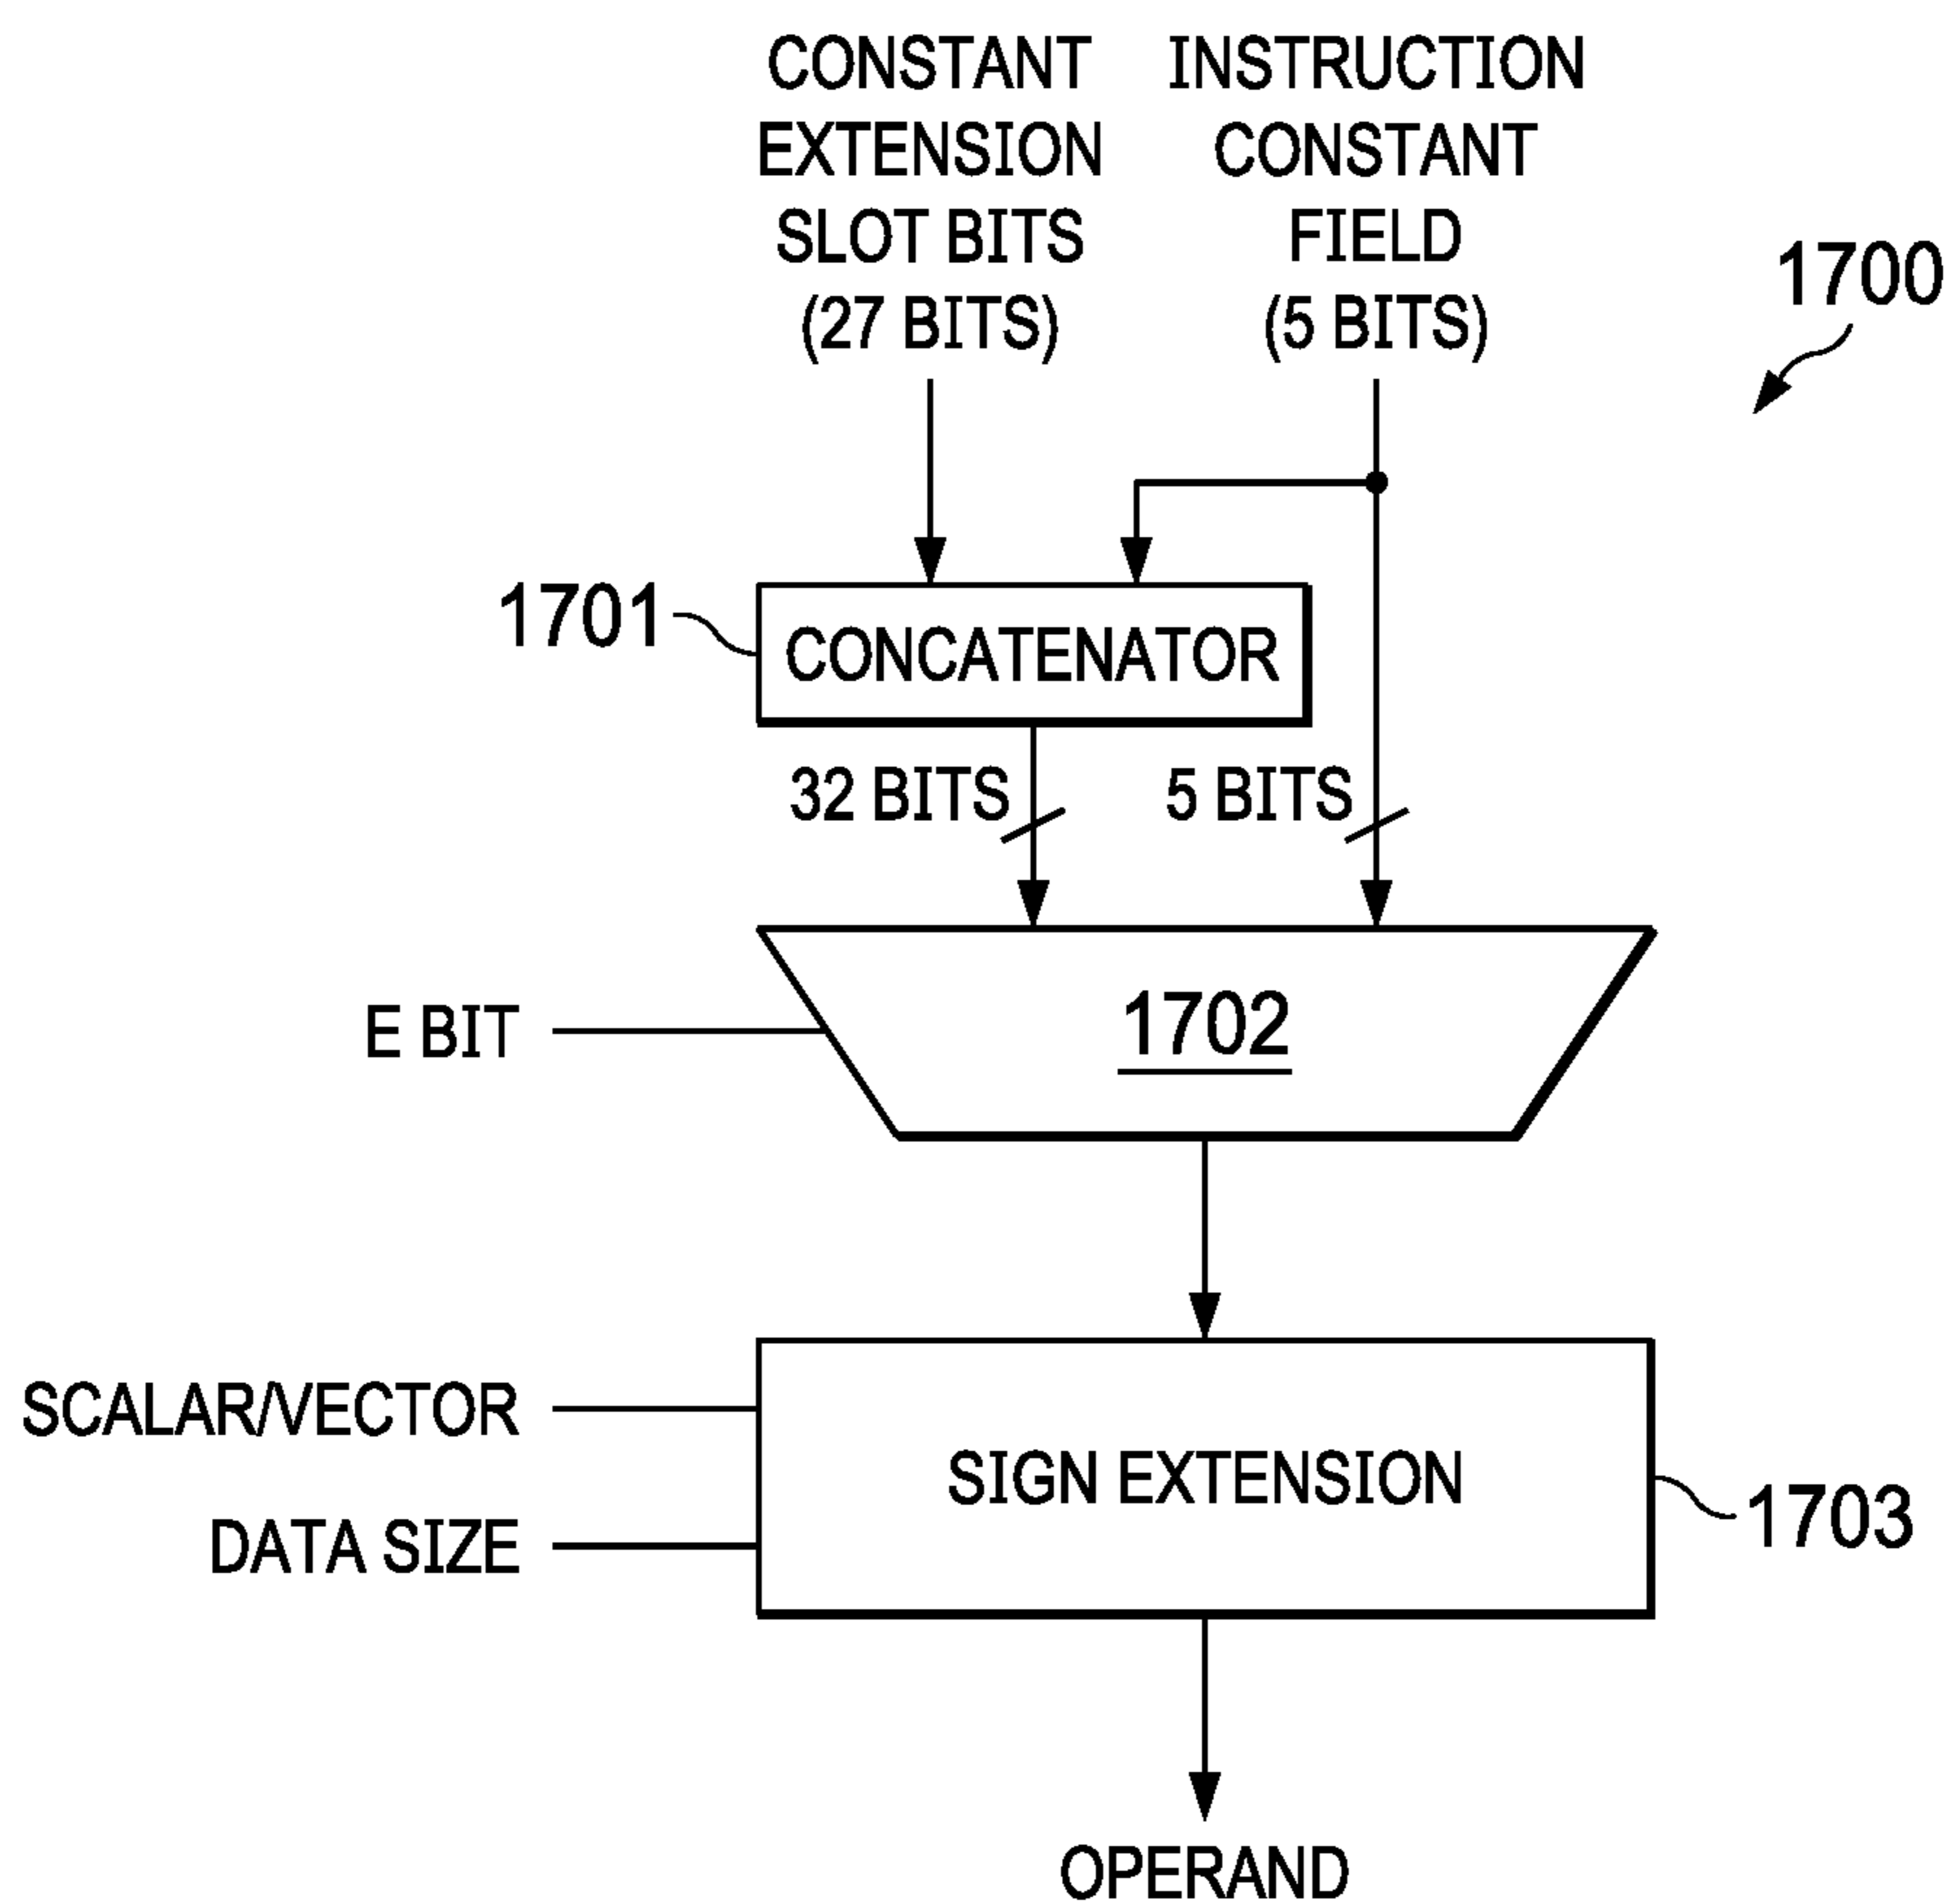 CONSTANT
EXTENSION
SLOT BITS
(27 BITS)
INSTRUCTION
CONSTANT
FIELD
(5 BITS)
1700
1701
CONCATENATOR
32 BITS
5 BITS
E BIT
1702
SCALAR/VECTOR
DATA SIZE
SIGN EXTENSION
1703
OPERAND